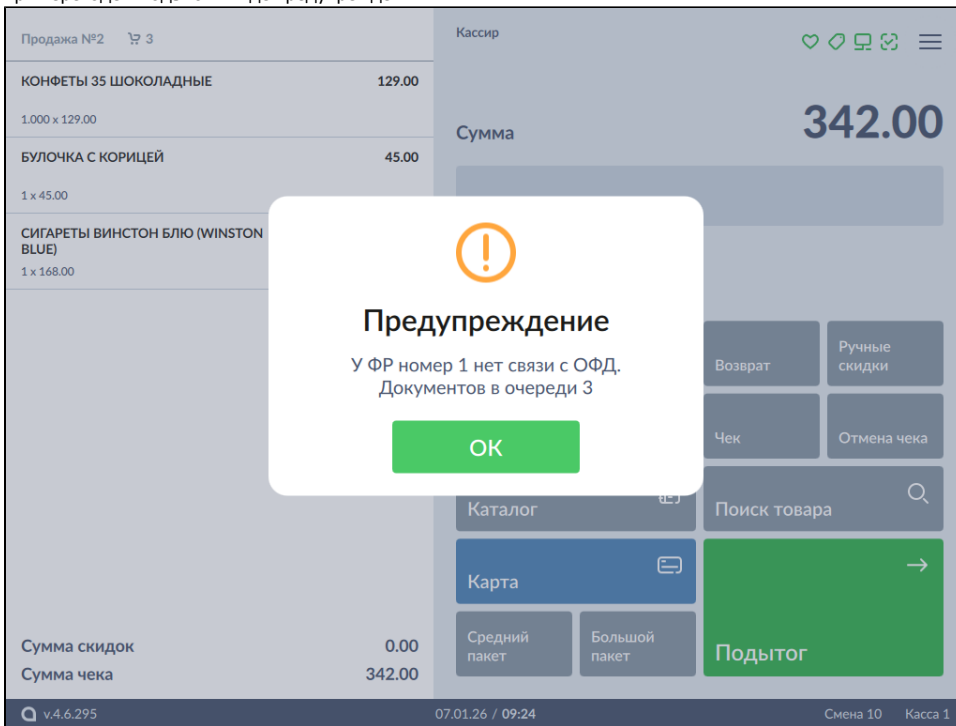 Продажа №2 3
КОНФЕТЫ 35 ШОКОЛАДНЫЕ 129.00
1.000 x 129.00
БУЛОЧКА С КОРИЦЕЙ 45.00
1 x 45.00
СИГАРЕТЫ ВИНСТОН БЛЮ (WINSTON
BLUE)
1 x 168.00
Сумма скидок 0.00
Сумма чека 342.00
Кассир
Сумма 342.00
Предупреждение
У ФР номер 1 нет связи с ОФД.
Документов в очереди 3
ОК
Возврат
Ручные
скидки
Чек
Отмена чека
Каталог
Поиск товара
Карта
Средний
пакет
Большой
пакет
Подытог
v.4.6.295
07.01.26 / 09:24
Смена 10 Касса 1